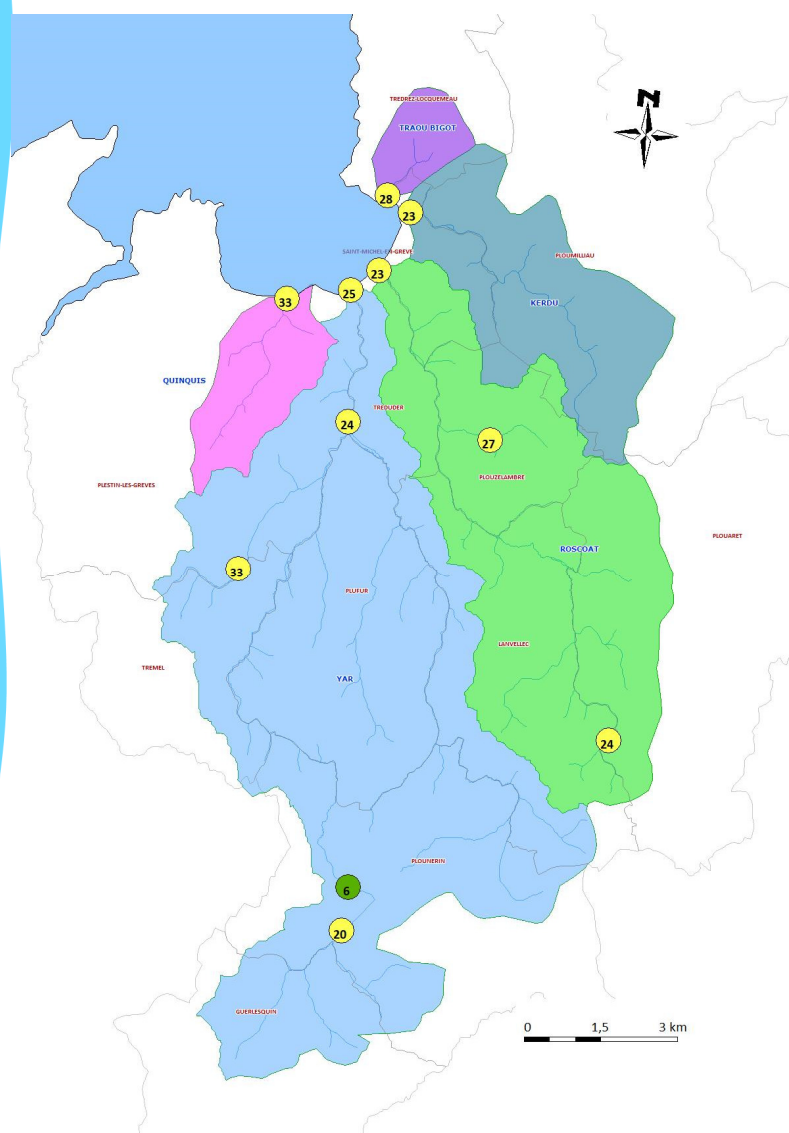 N
TREDREZ-LOCQUEMEAU
TRAOU BIGOT
28
23
SAINT-MICHEL-EN-GREVE
PLOUMILLIAU
23
25
33
KERDU
QUINQUIS
TREDUDER
24
27
PLOUZELAMBRE
PLESTIN-LES-GREVES
PLOUARET
ROSCOAT
33
PLUFUR
LANVELLEC
TREMEL
YAR
24
PLOUNERIN
6
20
GUERLESQUIN
0 1,5 3 km